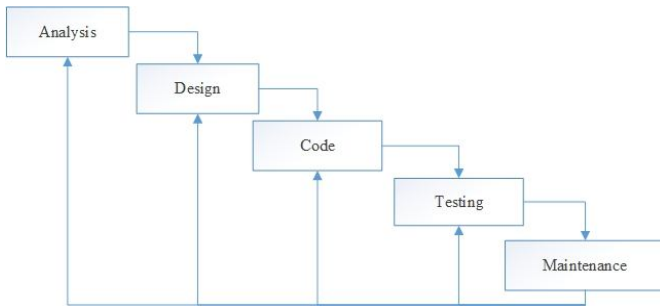 Analysis
Design
Code
Testing
Maintenance